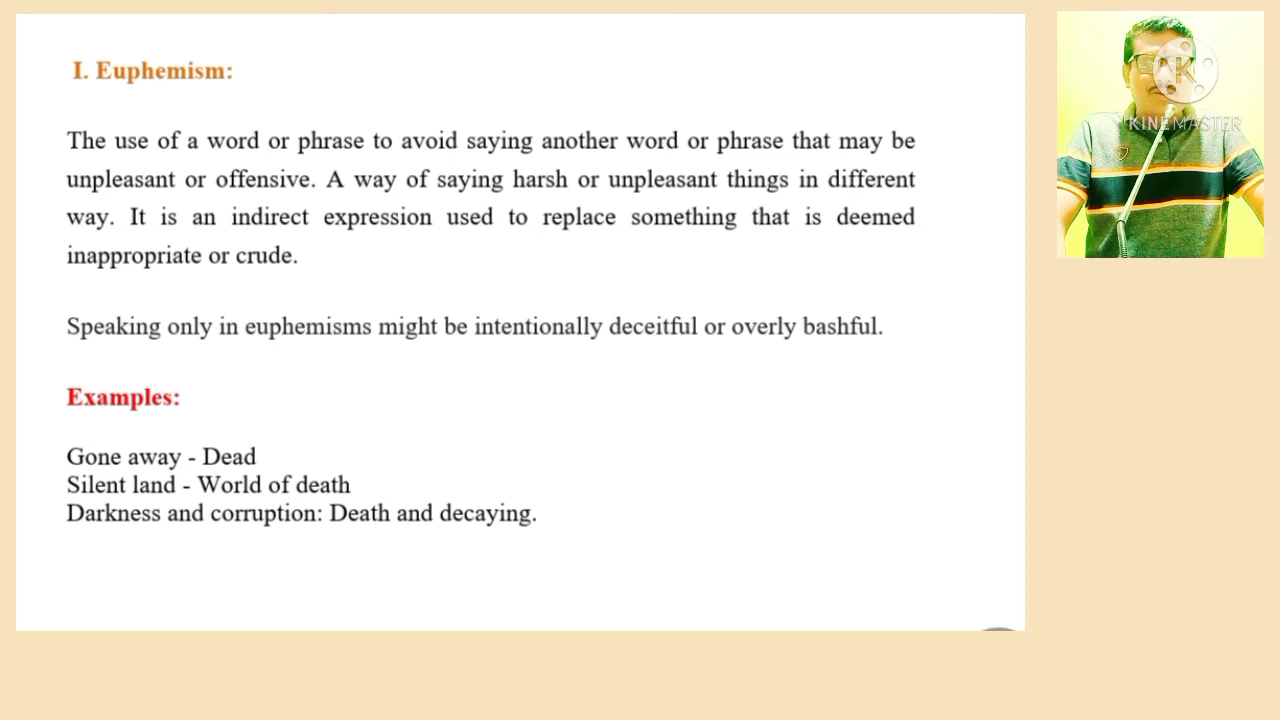 I. Euphemism:
The use of a word or phrase to avoid saying another word or phrase that may be
unpleasant or offensive. A way of saying harsh or unpleasant things in different
way. It is an indirect expression used to replace something that is deemed
inappropriate or crude.
Speaking only in euphemisms might be intentionally deceitful or overly bashful.
Examples:
Gone away - Dead
Silent land - World of death
Darkness and corruption: Death and decaying.
K
KINEMASTER